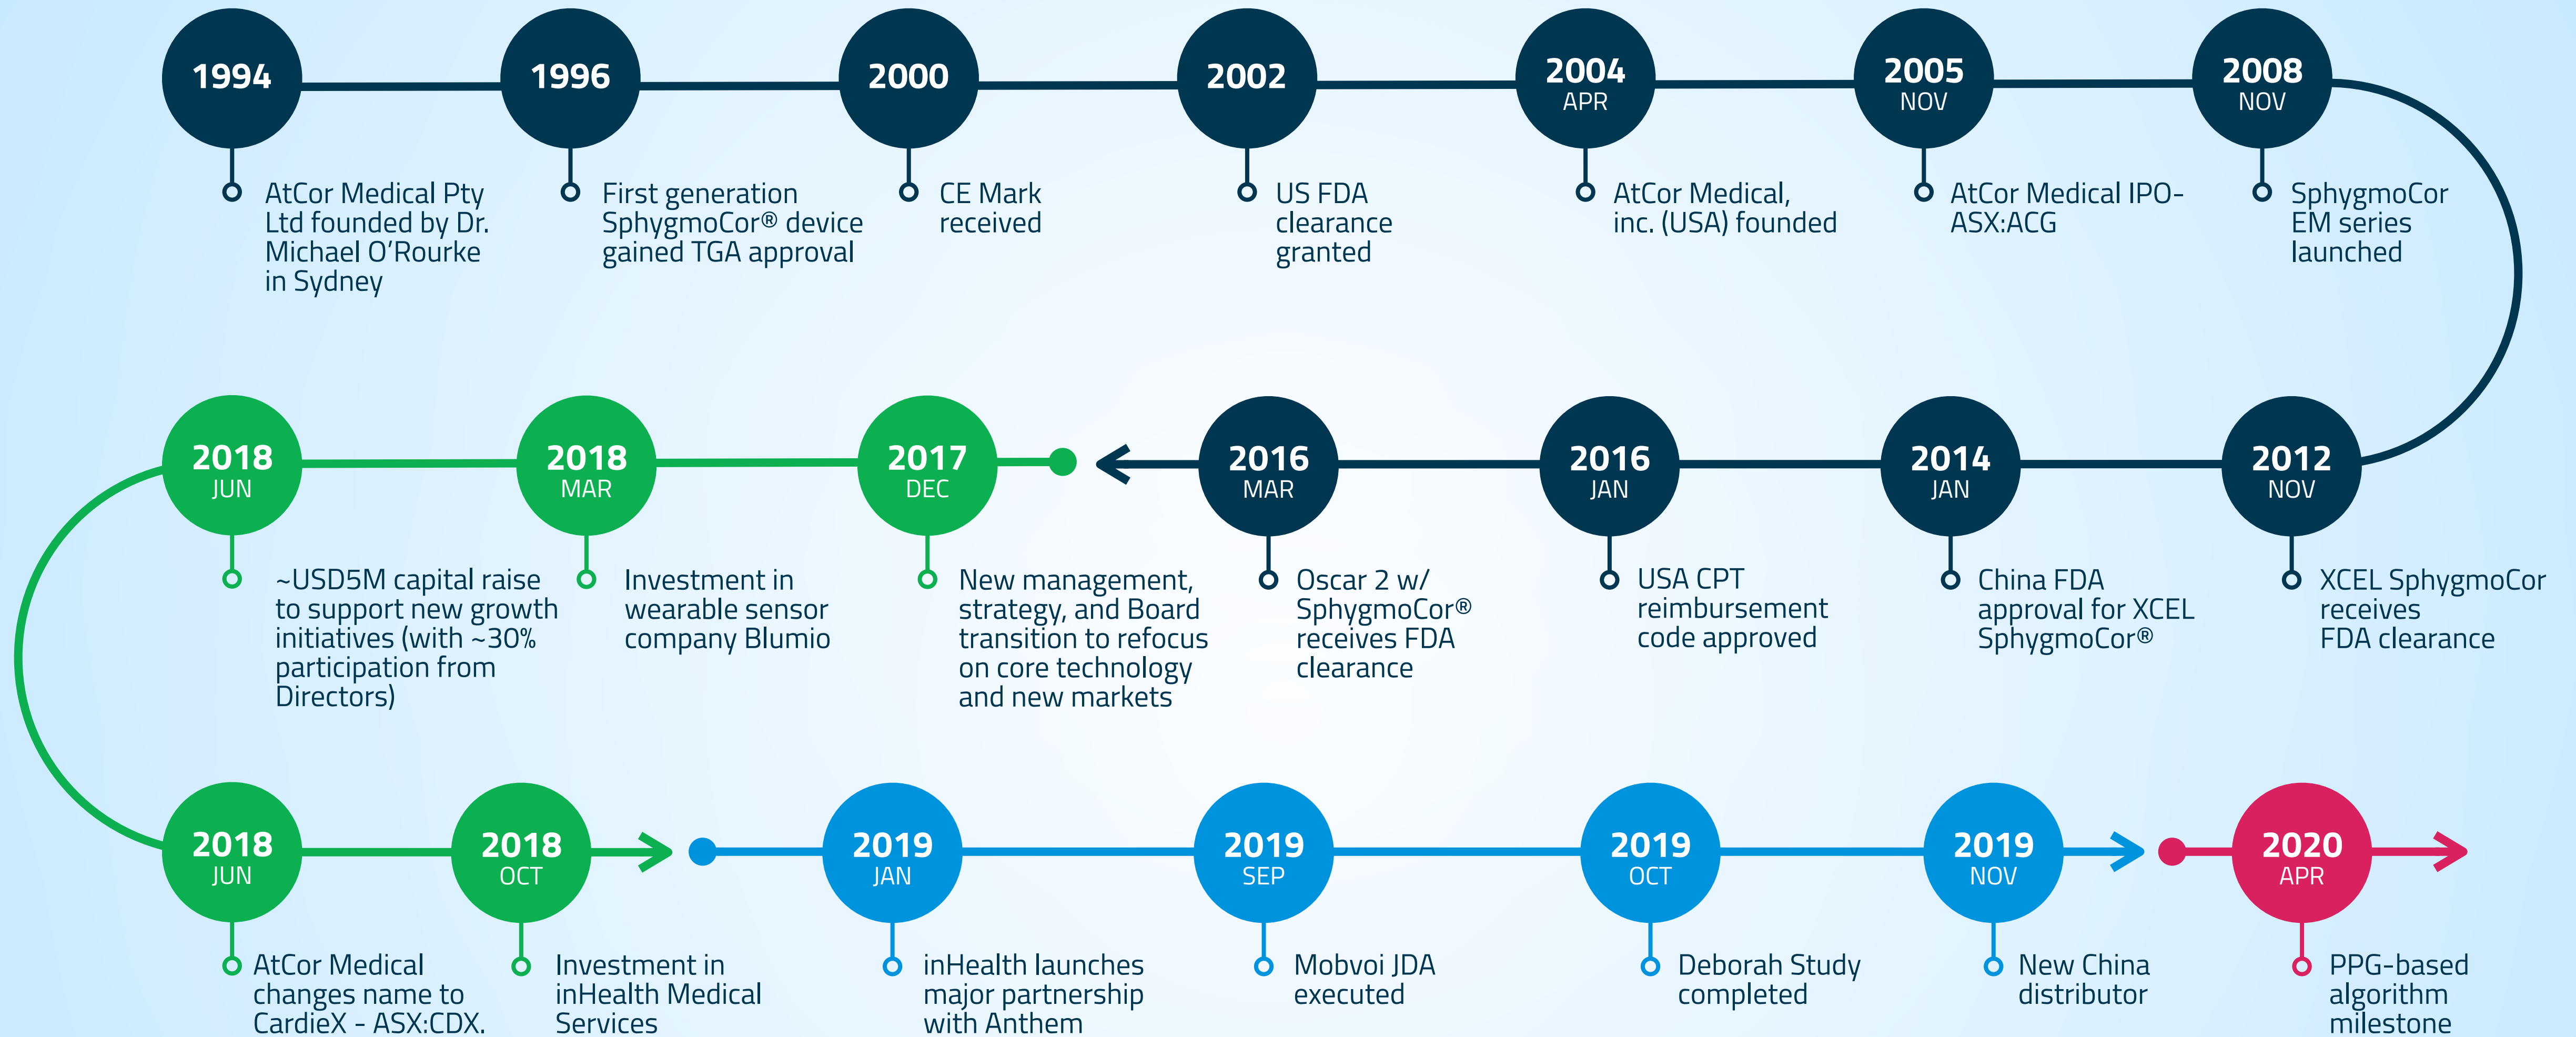 1994
AtCor Medical Pty
Ltd founded by Dr.
Michael O'Rourke
in Sydney
1996
First generation
SphygmoCor® device
gained TGA approval
2000
CE Mark
received
2002
US FDA
clearance
granted
2004
APR
AtCor Medical,
inc. (USA) founded
2005
NOV
AtCor Medical IPO-
ASX:ACG
2008
NOV
SphygmoCor
EM series
launched
2012
NOV
XCEL SphygmoCor
receives
FDA clearance
2014
JAN
China FDA
approval for XCEL
SphygmoCor®
2016
JAN
USA CPT
reimbursement
code approved
2016
MAR
Oscar 2 w/
SphygmoCor®
receives FDA
clearance
2017
DEC
New management,
strategy, and Board
transition to refocus
on core technology
and new markets
2018
MAR
Investment in
wearable sensor
company Blumio
2018
JUN
~USD5M capital raise
to support new growth
initiatives (with ~30%
participation from
Directors)
2018
JUN
AtCor Medical
changes name to
CardieX - ASX:CDX.
2018
OCT
Investment in
inHealth Medical
Services
2019
JAN
inHealth launches
major partnership
with Anthem
2019
SEP
Mobvoi JDA
executed
2019
OCT
Deborah Study
completed
2019
NOV
New China
distributor
2020
APR
PPG-based
algorithm
milestone